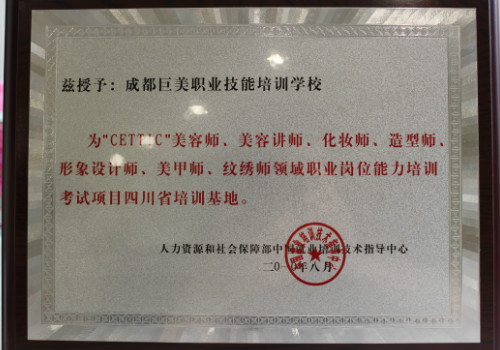 兹授予：成都巨美职业技能培训学校
为"CETTIC"美容师、美容讲师、化妆师、造型师、
形象设计师、美甲师、纹绣师领域职业岗位能力培训
考试项目四川省培训基地。
人力资源和社会保障部中国就业培训技术指导中心
二〇一〇年八月